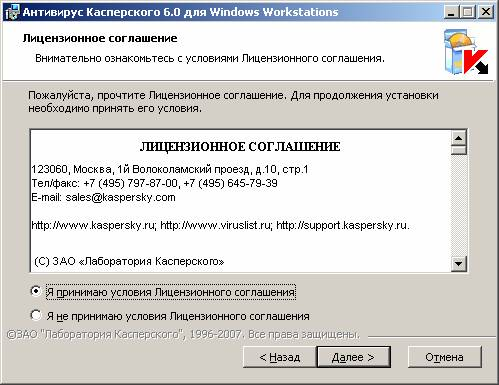 Антивирус Касперского 6.0 для Windows Workstations
Лицензионное соглашение
Внимательно ознакомьтесь с условиями Лицензионного соглашения.
Пожалуйста, прочтите Лицензионное соглашение. Для продолжения установки
необходимо принять его условия.
ЛИЦЕНЗИОННОЕ СОГЛАШЕНИЕ
123060, Москва, 1й Волоколамский проезд, д.10, стр.1
Тел/факс: +7 (495) 797-87-00, +7 (495) 645-79-39
E-mail: sales@kaspersky.com
http://www.kaspersky.ru; http://www.viruslist.ru; http://support.kaspersky.ru.
(C) ЗАО «Лаборатория Касперского»
Я принимаю условия Лицензионного соглашения
Я не принимаю условия Лицензионного соглашения
©ЗАО "Лаборатория Касперского", 1996-2007. Все права защищены.
< Назад Далее > Отмена